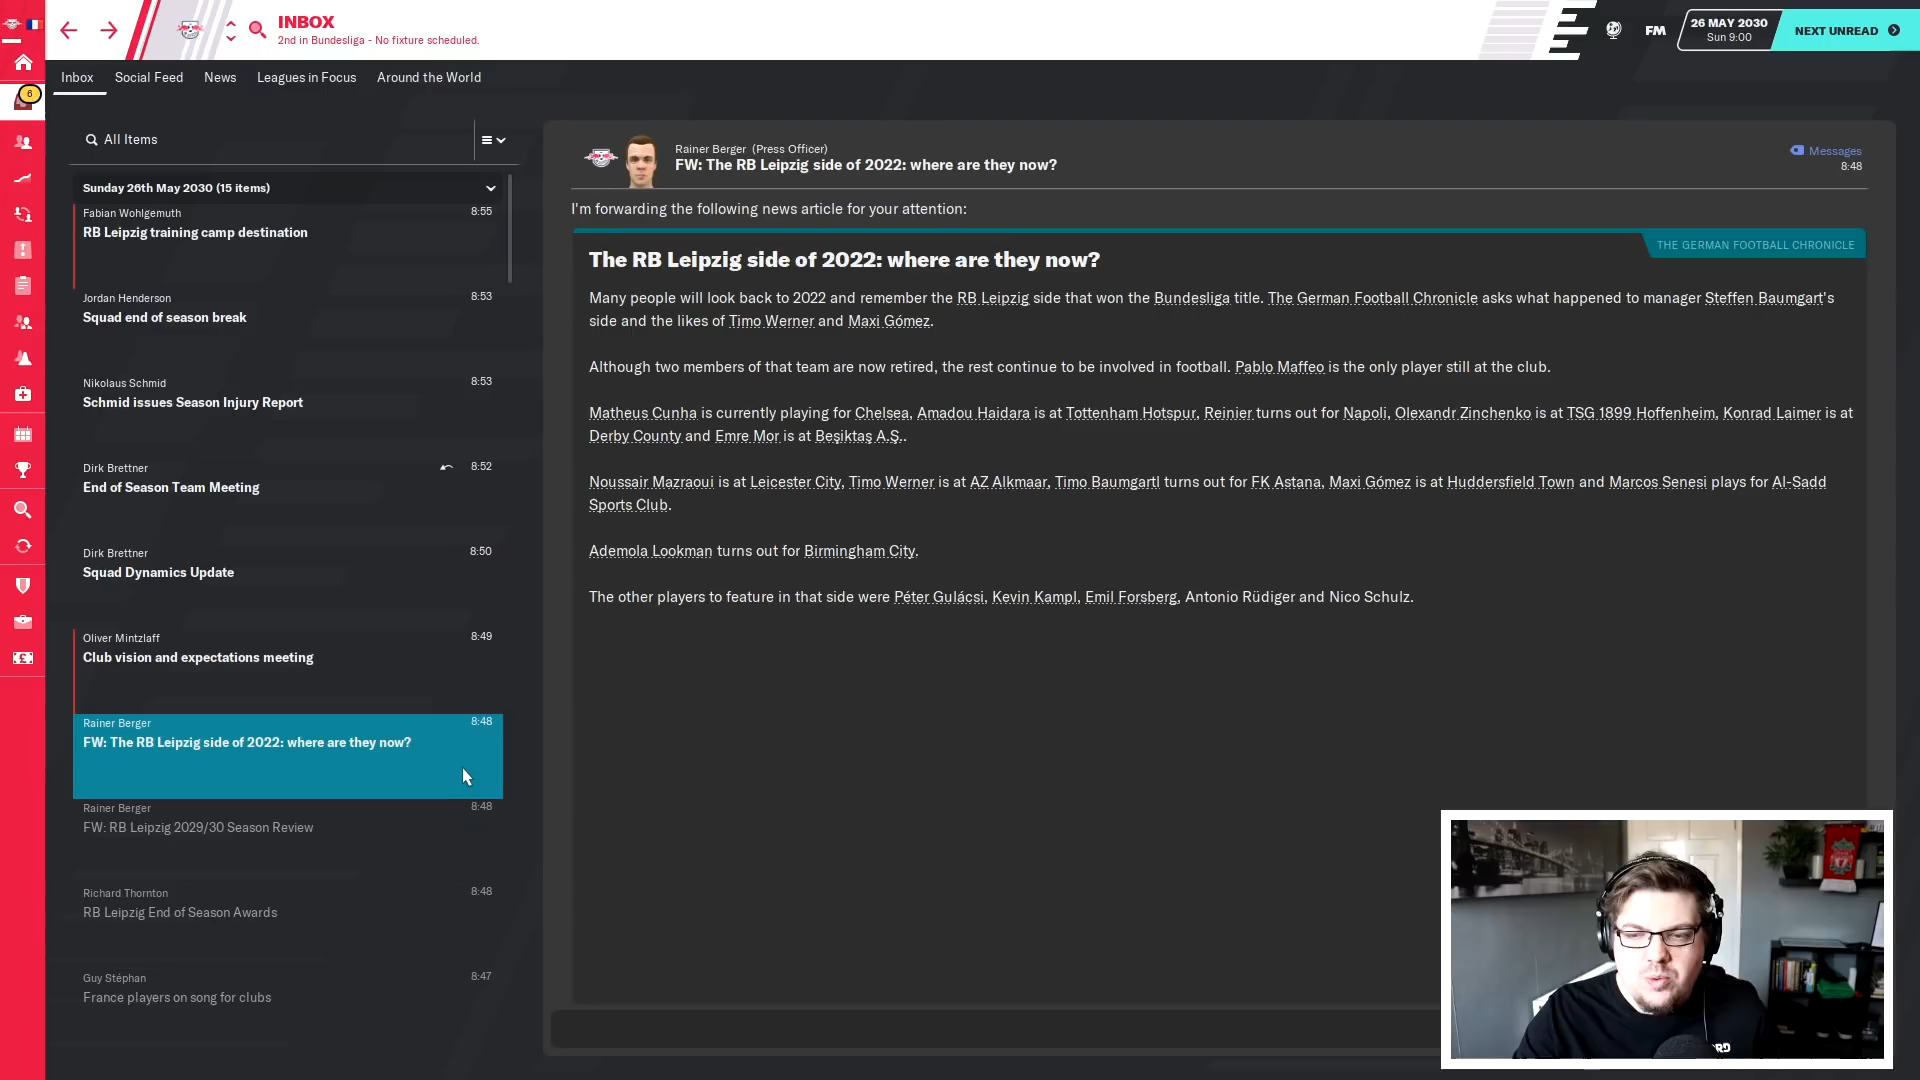 INBOX
2nd in Bundesliga - No fixture scheduled.
FM
26 MAY 2030
Sun 9:00
NEXT UNREAD
6
Inbox
Social Feed
News
Leagues in Focus
Around the World
All Items
Sunday 26th May 2030 (15 items)
Fabian Wohlgemuth 8:55
RB Leipzig training camp destination
Jordan Henderson 8:53
Squad end of season break
Nikolaus Schmid 8:53
Schmid issues Season Injury Report
Dirk Brettner 8:52
End of Season Team Meeting
Dirk Brettner 8:50
Squad Dynamics Update
Oliver Mintzlaff 8:49
Club vision and expectations meeting
Rainer Berger 8:48
FW: The RB Leipzig side of 2022: where are they now?
Rainer Berger 8:48
FW: RB Leipzig 2029/30 Season Review
Richard Thornton 8:48
RB Leipzig End of Season Awards
Guy Stéphan 8:47
France players on song for clubs
Rainer Berger (Press Officer)
FW: The RB Leipzig side of 2022: where are they now?
Messages
8:48
I'm forwarding the following news article for your attention:
THE GERMAN FOOTBALL CHRONICLE
The RB Leipzig side of 2022: where are they now?
Many people will look back to 2022 and remember the RB Leipzig side that won the Bundesliga title. The German Football Chronicle asks what happened to manager Steffen Baumgart's
side and the likes of Timo Werner and Maxi Gómez.
Although two members of that team are now retired, the rest continue to be involved in football. Pablo Maffeo is the only player still at the club.
Matheus Cunha is currently playing for Chelsea, Amadou Haidara is at Tottenham Hotspur, Reinier turns out for Napoli, Olexandr Zinchenko is at TSG 1899 Hoffenheim, Konrad Laimer is at
Derby County and Emre Mor is at Beşiktaş A.Ş..
Noussair Mazraoui is at Leicester City, Timo Werner is at AZ Alkmaar, Timo Baumgartl turns out for FK Astana, Maxi Gómez is at Huddersfield Town and Marcos Senesi plays for Al-Sadd
Sports Club.
Ademola Lookman turns out for Birmingham City.
The other players to feature in that side were Péter Gulácsi, Kevin Kampl, Emil Forsberg, Antonio Rüdiger and Nico Schulz.